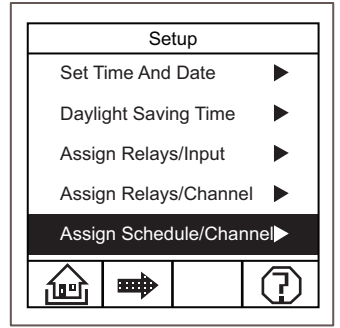 Setup
Set Time And Date
Daylight Saving Time
Assign Relays/Input
Assign Relays/Channel
Assign Schedule/Channel
?